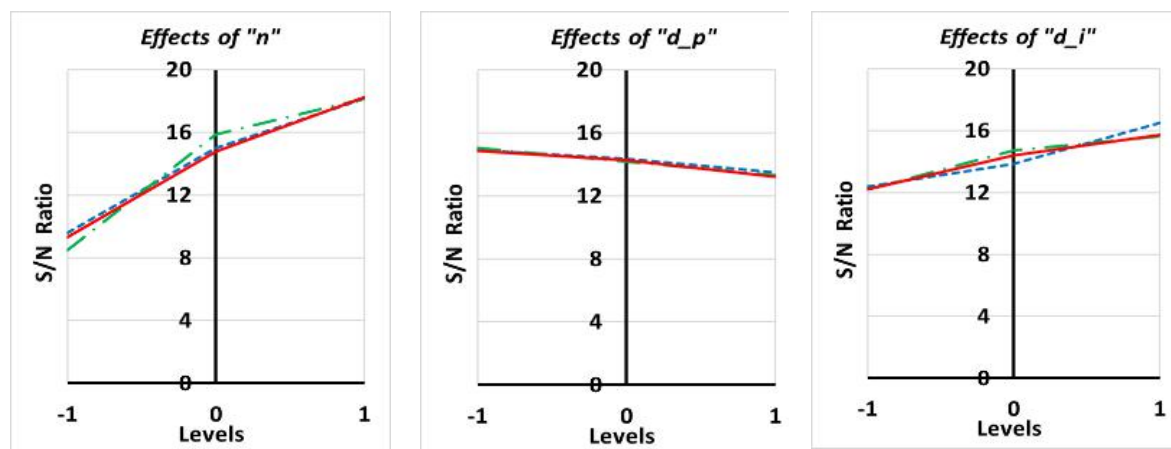 Effects of "n"
20
16
12
8
4
0
-1 0 1
Levels
S/N Ratio
Effects of "d_p"
20
16
12
8
4
0
-1 0 1
Levels
S/N Ratio
Effects of "d_i"
20
16
12
8
4
0
-1 0 1
Levels
S/N Ratio